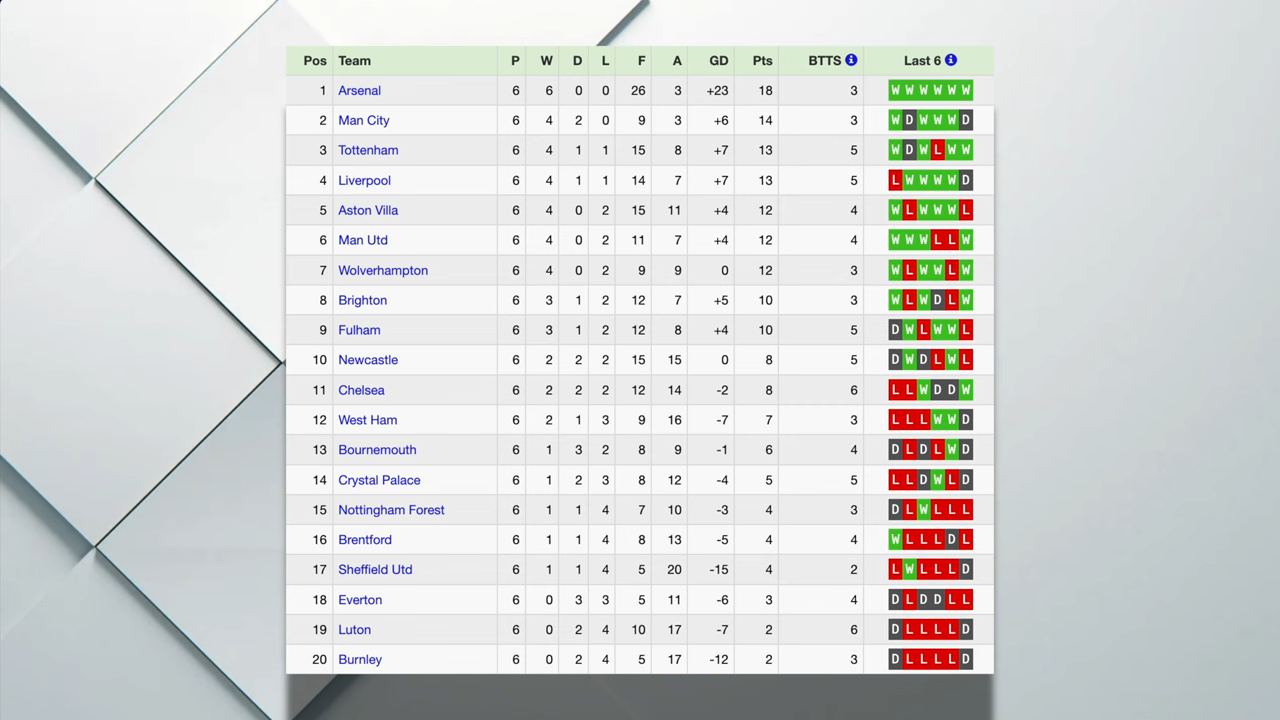 Pos Team P W D L F A GD Pts BTTS i Last 6 i
1 Arsenal 6 6 0 0 26 3 +23 18 3 W W W W W W
2 Man City 6 4 2 0 9 3 +6 14 3 W D W W W D
3 Tottenham 6 4 1 1 15 8 +7 13 5 W D W L W W
4 Liverpool 6 4 1 1 14 7 +7 13 5 L W W W W D
5 Aston Villa 6 4 0 2 15 11 +4 12 4 W L W W W L
6 Man Utd 6 4 0 2 11 7 +4 12 4 W W W L L W
7 Wolverhampton 6 4 0 2 9 9 0 12 3 W L W W L W
8 Brighton 6 3 1 2 12 7 +5 10 3 W L W D L W
9 Fulham 6 3 1 2 12 8 +4 10 5 D W L W W L
10 Newcastle 6 2 2 2 15 15 0 8 5 D W D L W L
11 Chelsea 6 2 2 2 12 14 -2 8 6 L L W D D W
12 West Ham 6 2 1 3 9 16 -7 7 3 L L L W W D
13 Bournemouth 6 1 3 2 8 9 -1 6 4 D L D L W D
14 Crystal Palace 6 1 2 3 8 12 -4 5 5 L L D W L D
15 Nottingham Forest 6 1 1 4 7 10 -3 4 3 D L W L L L
16 Brentford 6 1 1 4 8 13 -5 4 4 W L L L D L
17 Sheffield Utd 6 1 1 4 5 20 -15 4 2 L W L L L D
18 Everton 6 0 3 3 5 11 -6 3 4 D L D D L L
19 Luton 6 0 2 4 10 17 -7 2 6 D L L L L D
20 Burnley 6 0 2 4 5 17 -12 2 3 D L L L L D